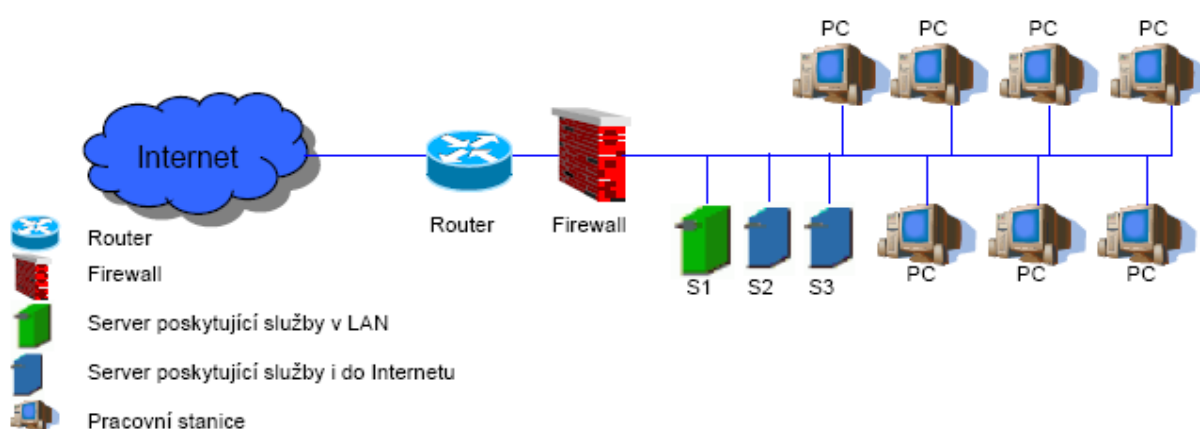 PC PC PC PC
Internet
Router Firewall
S1 S2 S3
PC PC PC
Router
Firewall
Server poskytující služby v LAN
Server poskytující služby i do Internetu
Pracovní stanice